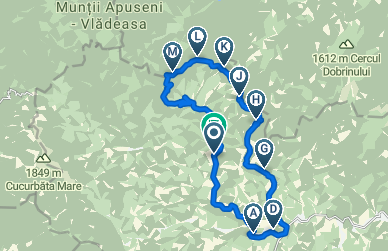 Munții Apuseni
- Vlădeasa
L
K
M
1612 m Cercul
Dobrinului
J
H
G
1849 m
Cucurbăta Mare
A
D